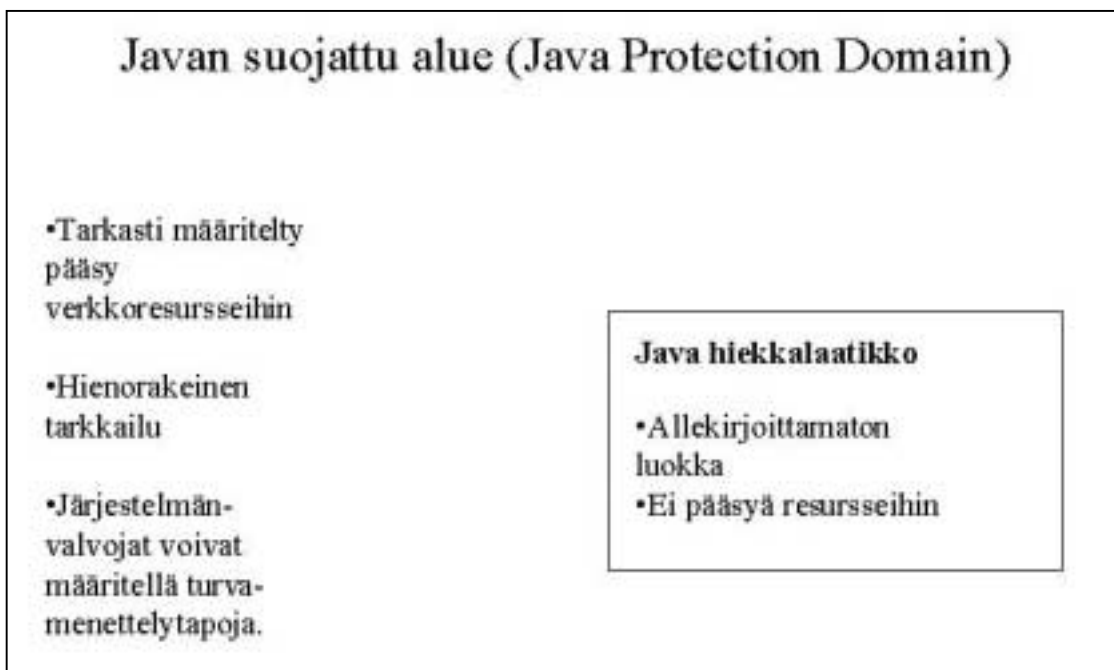 Javan suojattu alue (Java Protection Domain)
•Tarkasti määritelty
pääsy
verkkoresursseihin
•Hienorakeinen
tarkkailu
•Järjestelmän-
valvojat voivat
määritellä turva-
menettelytapoja.
Java hiekkalaatikko
•Allekirjoittamaton
luokka
•Ei pääsyä resursseihin